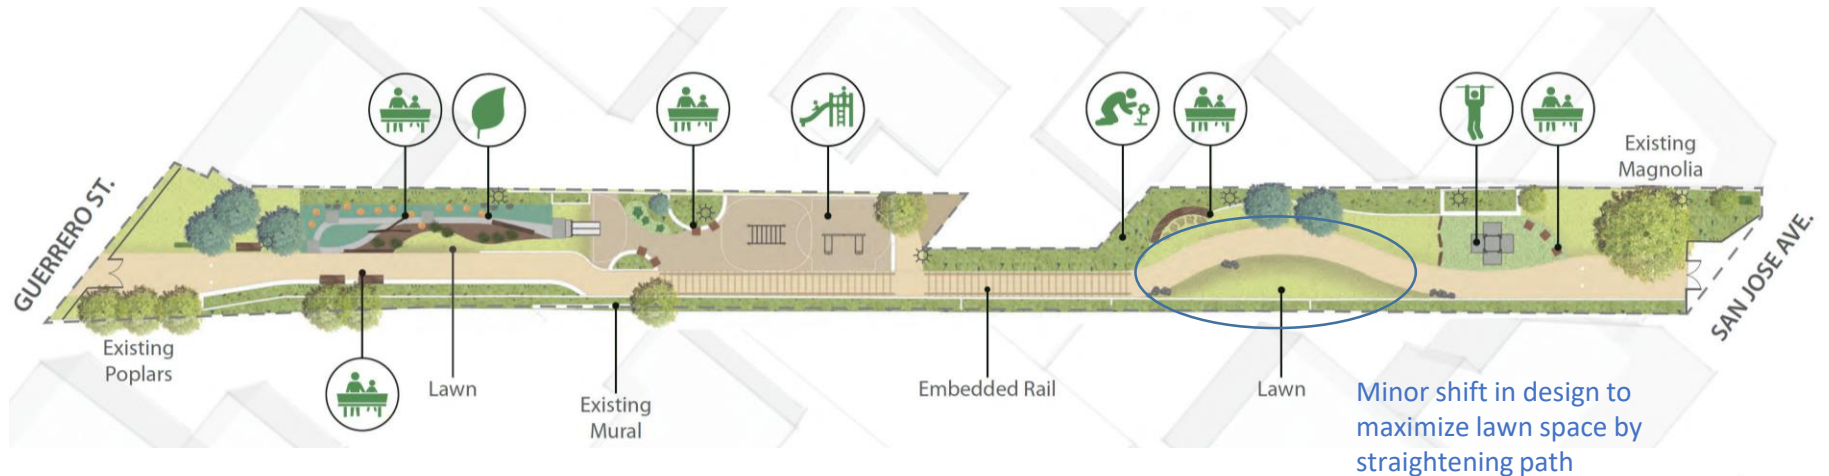 GUERRERO ST.
Existing
Magnolia
SAN JOSE AVE.
Existing
Poplars
Lawn
Existing
Mural
Embedded Rail
Lawn
Minor shift in design to
maximize lawn space by
straightening path